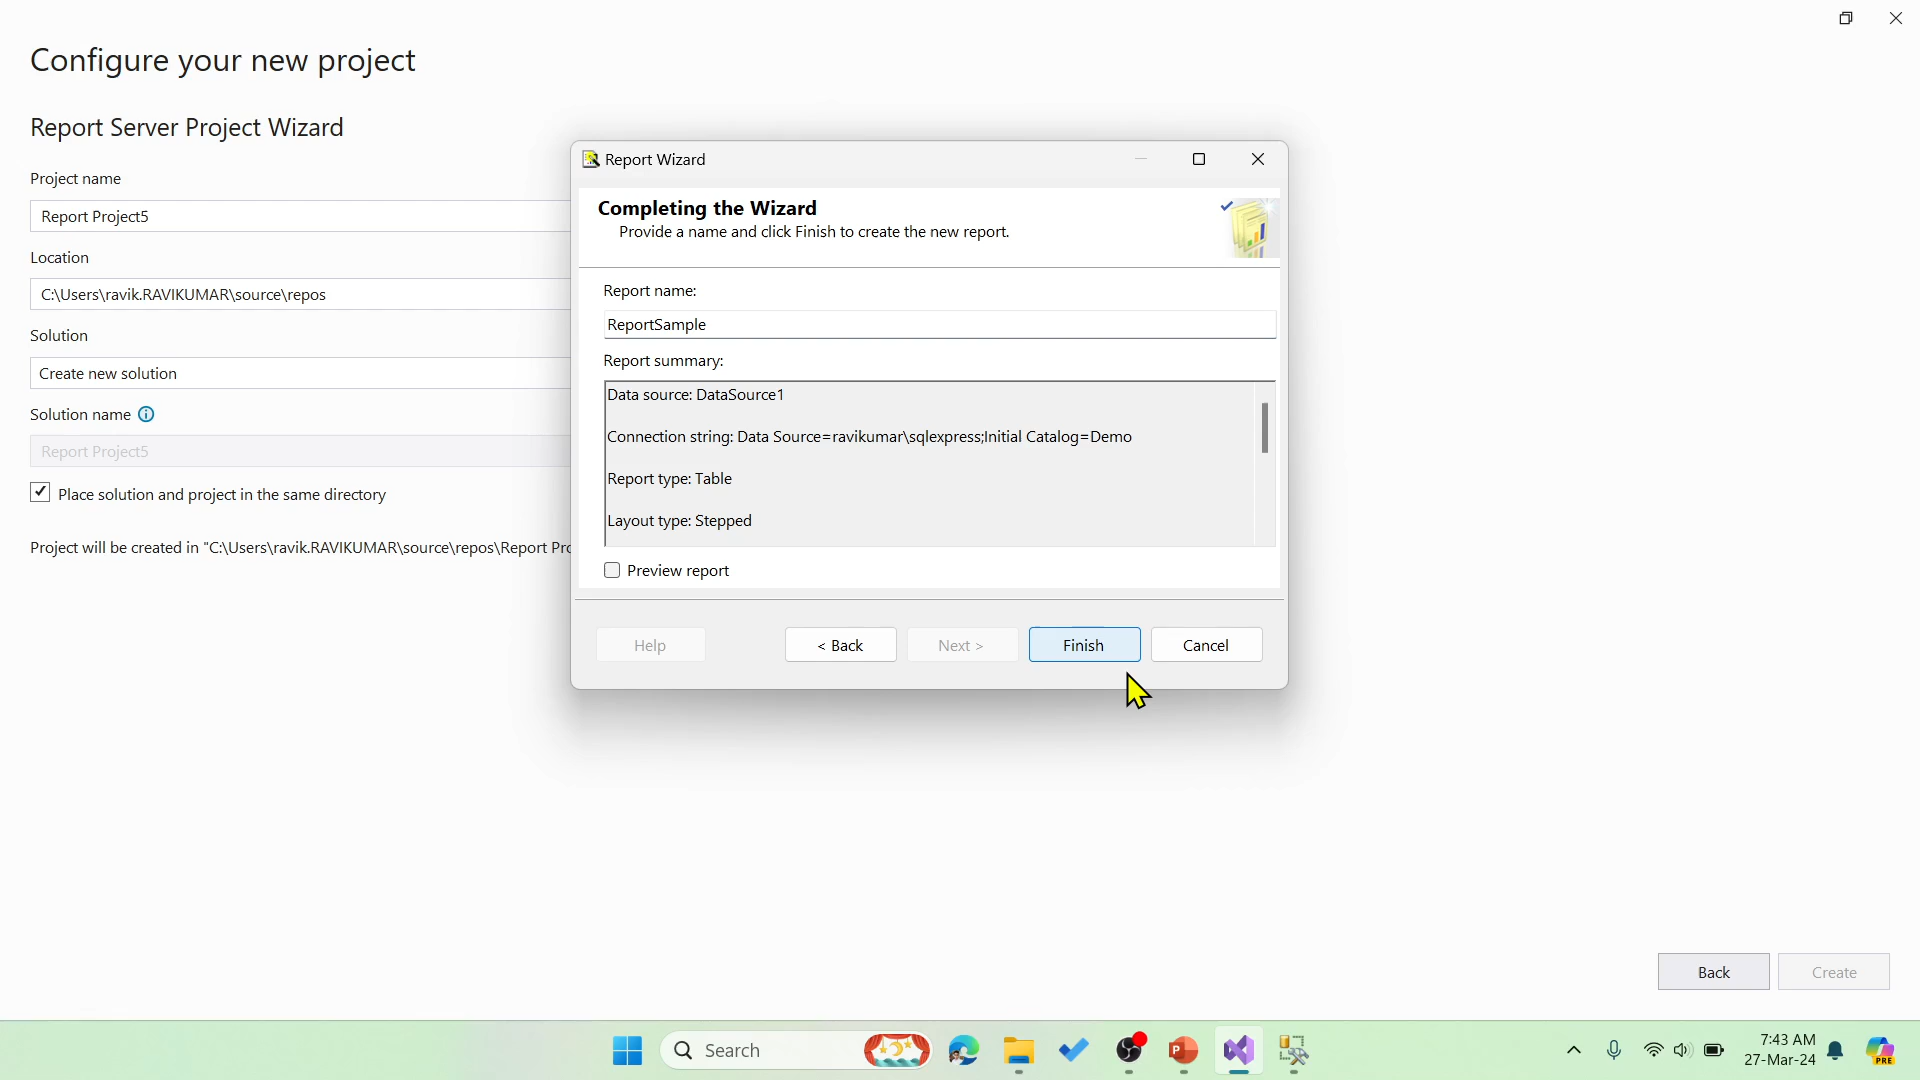 Configure your new project
Report Server Project Wizard
Project name
Report Project5
Location
C:\Users\ravik.RAVIKUMAR\source\repos
Solution
Create new solution
Solution name
Report Project5
Place solution and project in the same directory
Project will be created in "C:\Users\ravik.RAVIKUMAR\source\repos\Report Pro
Report Wizard
Completing the Wizard
Provide a name and click Finish to create the new report.
Report name:
ReportSample
Report summary:
Data source: DataSource1
Connection string: Data Source=ravikumar\sqlexpress;Initial Catalog=Demo
Report type: Table
Layout type: Stepped
Preview report
Help
< Back
Next >
Finish
Cancel
Back
Create
Search
7:43 AM
27-Mar-24
PRE